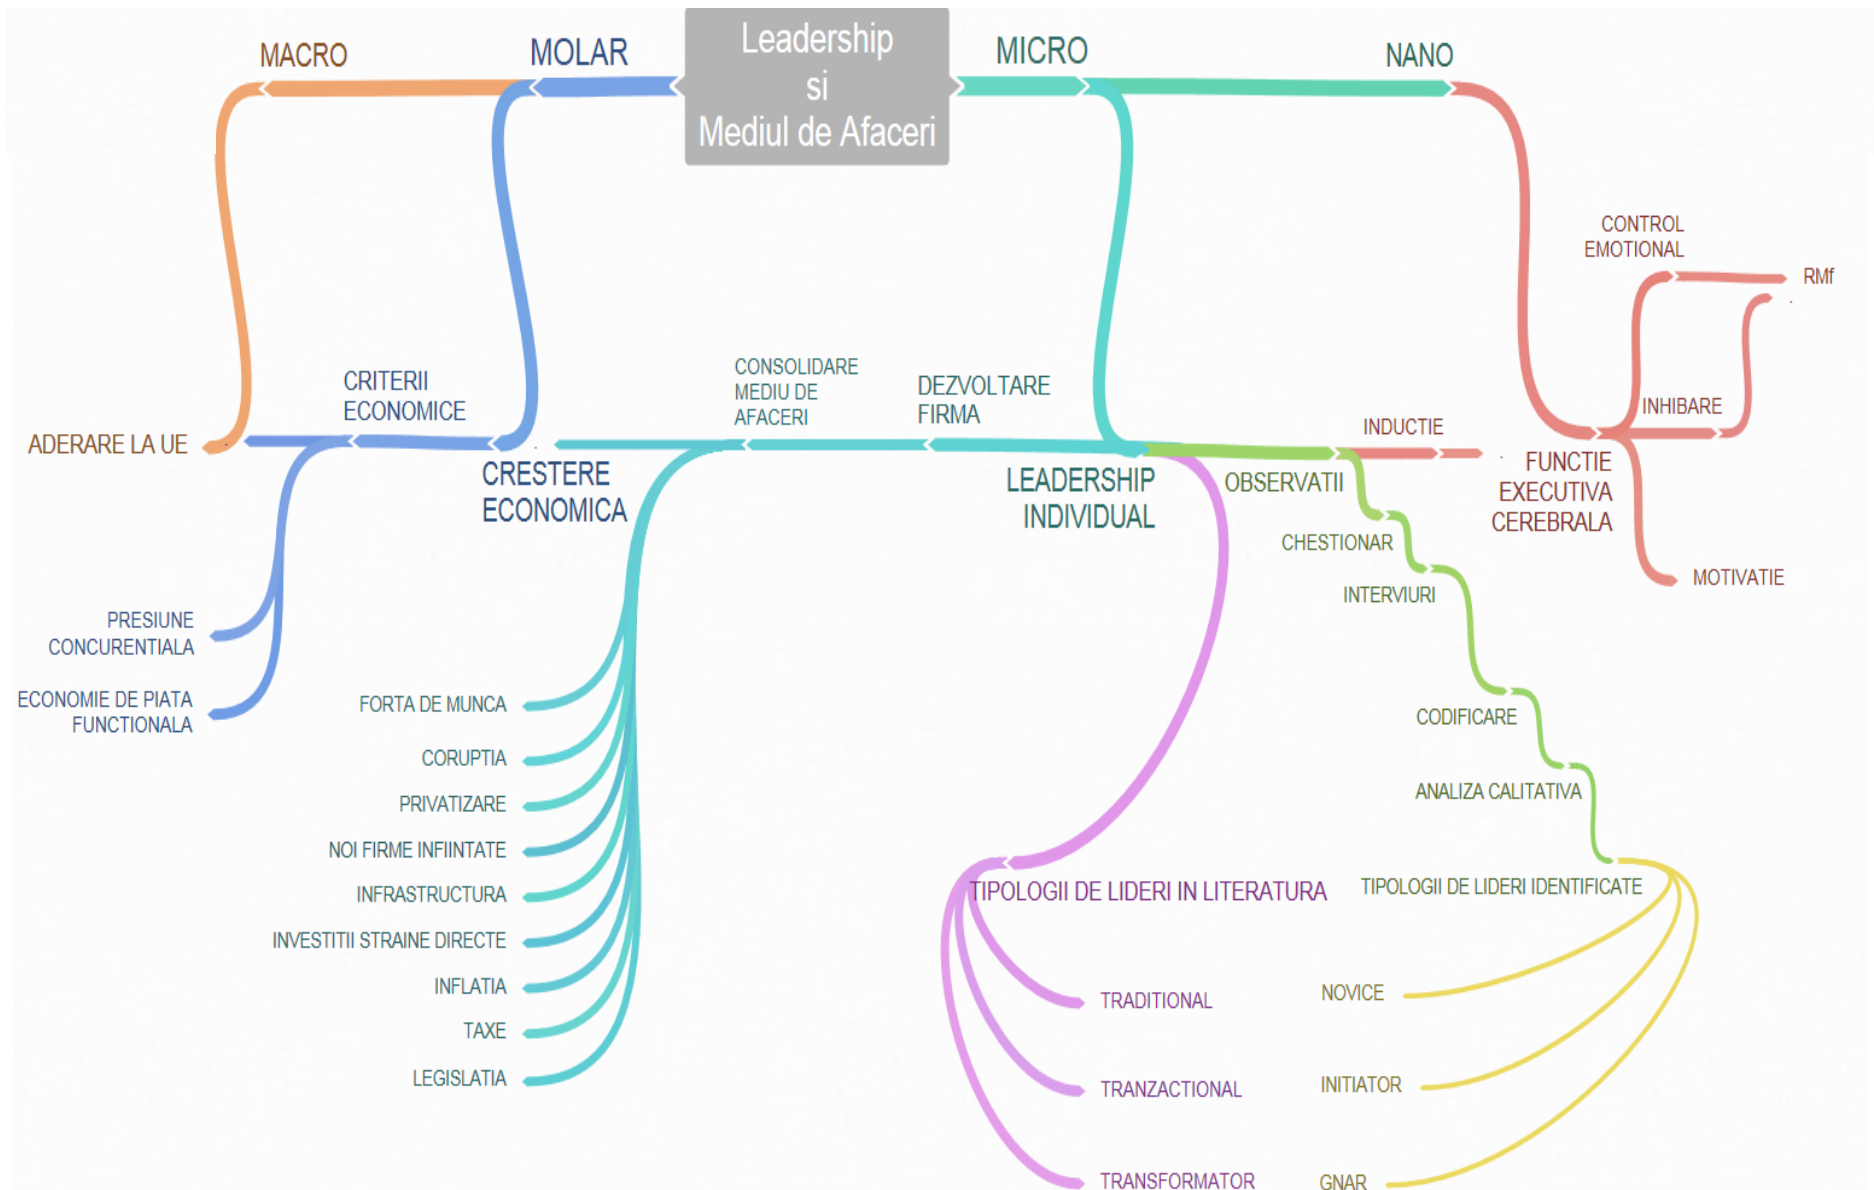 Leadership
si
Mediul de Afaceri
MACRO
MOLAR
MICRO
NANO
CONTROL
EMOTIONAL
RMf
INHIBARE
FUNCTIE
EXECUTIVA
CEREBRALA
MOTIVATIE
ADERARE LA UE
CRITERII
ECONOMICE
CRESTERE
ECONOMICA
PRESIUNE
CONCURENTIALA
ECONOMIE DE PIATA
FUNCTIONALA
CONSOLIDARE
MEDIU DE
AFACERI
DEZVOLTARE
FIRMA
LEADERSHIP
INDIVIDUAL
FORTA DE MUNCA
CORUPTIA
PRIVATIZARE
NOI FIRME INFIINTATE
INFRASTRUCTURA
INVESTITII STRAINE DIRECTE
INFLATIA
TAXE
LEGISLATIA
INDUCTIE
OBSERVATII
CHESTIONAR
INTERVIURI
CODIFICARE
ANALIZA CALITATIVA
TIPOLOGII DE LIDERI IN LITERATURA
TRADITIONAL
TRANZACTIONAL
TRANSFORMATOR
TIPOLOGII DE LIDERI IDENTIFICATE
NOVICE
INITIATOR
GNAR